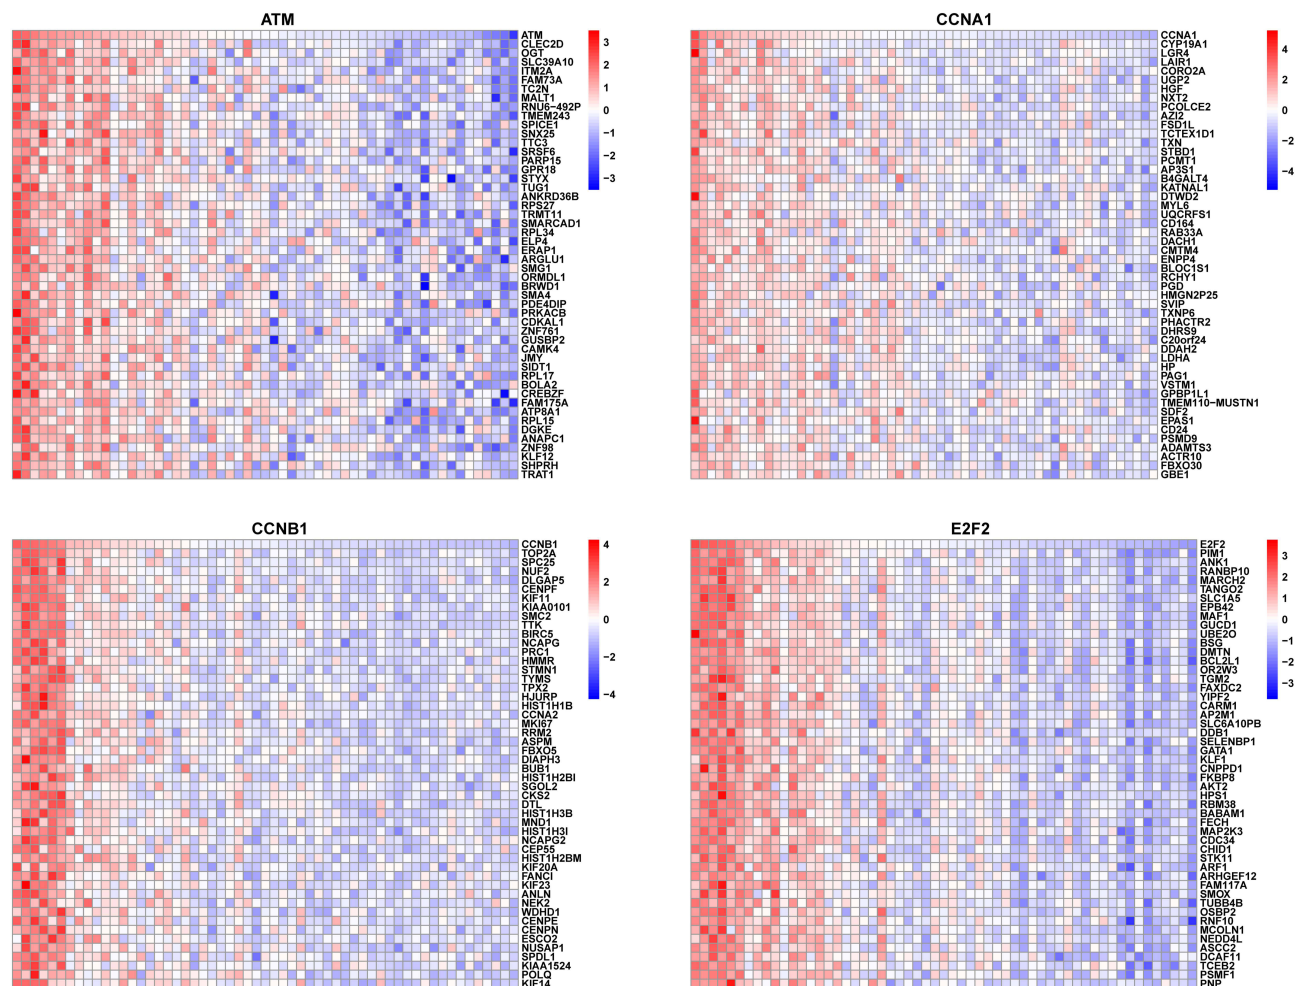 ATM
ATM
CLEC2D
OGT
SLC39A10
ITM2A
FAM73A
TC2N
MALT1
RNU6−492P
TMEM243
SPICE1
SNX25
TTC3
SRSF6
PARP15
GPR18
STYX
TUG1
ANKRD36B
RPS27
TRMT11
SMARCAD1
RPL34
ELP4
ERAP1
ARGLU1
SMG1
ORMDL1
BRWD1
SMA4
PDE4DIP
PRKACB
CDKAL1
ZNF761
GUSBP2
CAMK4
JMY
SIDT1
RPL17
BOLA2
CREBZF
FAM175A
ATP8A1
RPL15
DGKE
ANAPC1
ZNF98
KLF12
SHPRH
TRAT1
3
2
1
0
−1
−2
−3
CCNA1
CCNA1
CYP19A1
LGR4
LAIR1
CORO2A
UGP2
HGF
NXT2
PCOLCE2
AZI2
FSD1L
TCTEX1D1
TXN
STBD1
PCMT1
AP3S1
B4GALT4
KATNAL1
DTWD2
MYL6
UQCRFS1
CD164
RAB33A
DACH1
CMTM4
ENPP4
BLOC1S1
RCHY1
PGD
HMGN2P25
SVIP
TXNP6
PHACTR2
DHRS9
C20orf24
DDAH2
LDHA
HP
PAG1
VSTM1
GPBP1L1
TMEM110−MUSTN1
SDF2
EPAS1
CD24
PSMD9
ADAMTS3
ACTR10
FBXO30
GBE1
4
2
0
−2
−4
CCNB1
CCNB1
TOP2A
SPC25
NUF2
DLGAP5
CENPF
KIF11
KIAA0101
SMC2
TTK
BIRC5
NCAPG
PRC1
HMMR
STMN1
TYMS
TPX2
HJURP
HIST1H1B
CCNA2
MKI67
RRM2
ASPM
FBXO5
DIAPH3
BUB1
HIST1H2BI
SGOL2
CKS2
DTL
HIST1H3B
MND1
HIST1H3I
NCAPG2
CEP55
HIST1H2BM
KIF20A
FANCI
KIF23
ANLN
NEK2
WDHD1
CENPE
CENPN
ESCO2
NUSAP1
SPDL1
KIAA1524
POLQ
KIF14
4
2
0
−2
−4
E2F2
E2F2
PIM1
ANK1
RANBP10
MARCH2
TANGO2
SLC1A5
EPB42
MAF1
GUCD1
UBE2O
BSG
DMTN
BCL2L1
OR2W3
TGM2
FAXDC2
YIPF2
CARM1
AP2M1
SLC6A10PB
DDB1
SELENBP1
GATA1
KLF1
CNPPD1
FKBP8
AKT2
HPS1
RBM38
BABAM1
FECH
MAP2K3
CDC34
CHID1
STK11
ARF1
ARHGEF12
FAM117A
SMOX
TUBB4B
OSBP2
RNF10
MCOLN1
NEDD4L
ASCC2
DCAF11
TCEB2
PSMF1
PNP
3
2
1
0
−1
−2
−3